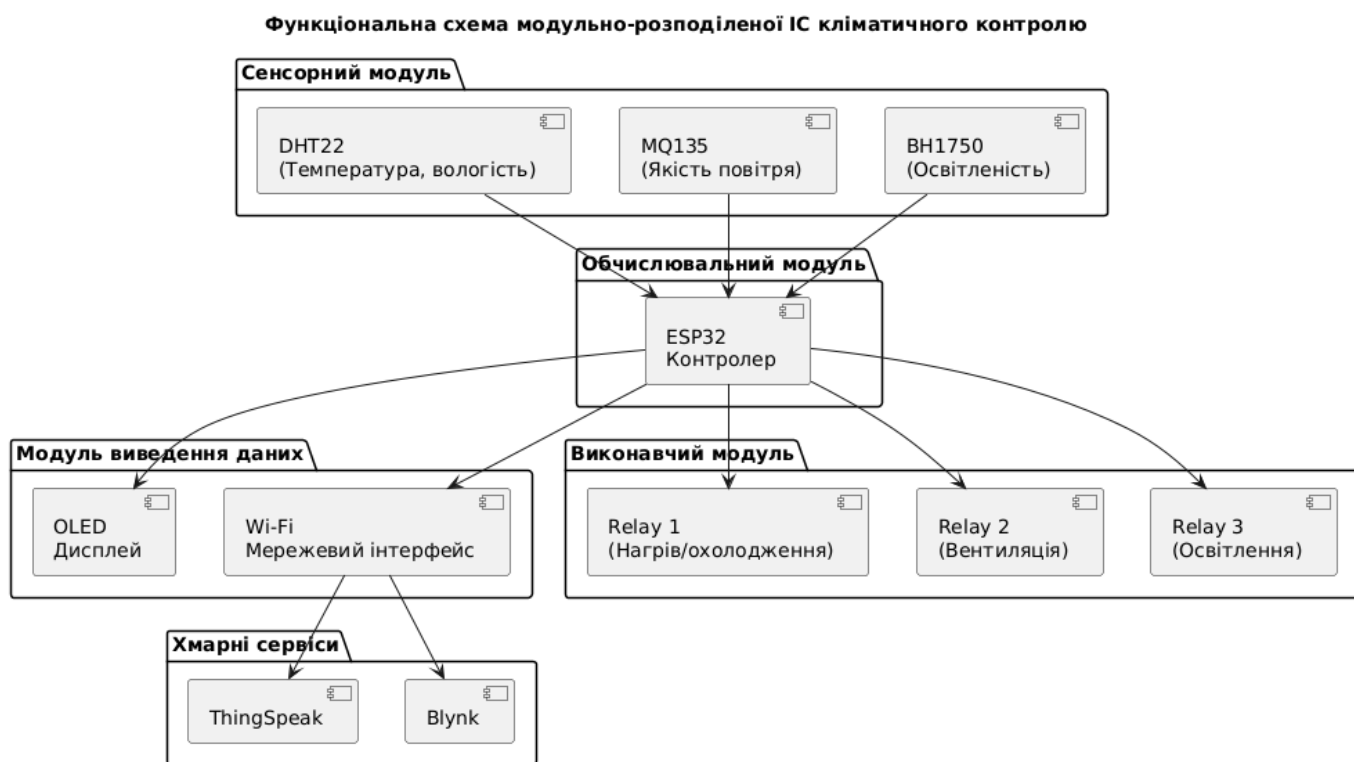 Функціональна схема модульно-розподіленої ІС кліматичного контролю
Сенсорний модуль
DHT22
(Температура, вологість)
MQ135
(Якість повітря)
BH1750
(Освітленість)
Обчислювальний модуль
ESP32
Контролер
Модуль виведення даних
OLED
Дисплей
Wi-Fi
Мережевий інтерфейс
Виконавчий модуль
Relay 1
(Нагрів/охолодження)
Relay 2
(Вентиляція)
Relay 3
(Освітлення)
Хмарні сервіси
ThingSpeak
Blynk